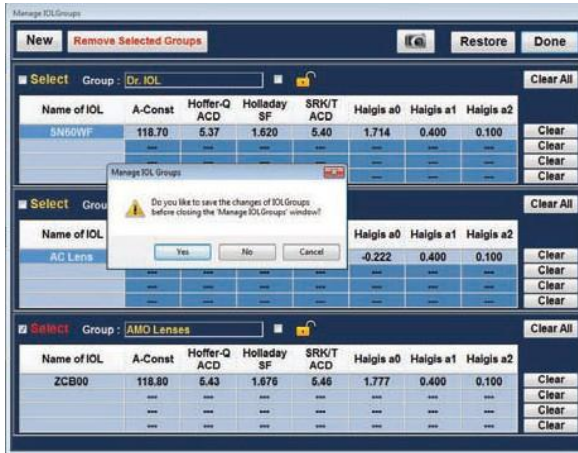 Manage IOLGroups
New Remove Selected Groups Restore Done
Select Group : Dr. IOL Clear All
Name of IOL A-Const Hoffer-Q ACD Holladay SF SRK/T ACD Haigis a0 Haigis a1 Haigis a2
SN60WF 118.70 5.37 1.620 5.40 1.714 0.400 0.100 Clear
--- --- --- --- --- --- --- Clear
--- --- --- --- --- --- --- Clear
--- --- --- --- --- --- --- Clear
Manage IOL Groups
Do you like to save the changes of IOLGroups
before closing the 'Manage IOLGroups' window?
Yes No Cancel
Select Grou Clear All
Name of IOL Haigis a0 Haigis a1 Haigis a2
AC Lens -0.222 0.400 0.100 Clear
--- --- --- --- --- --- --- Clear
--- --- --- --- --- --- --- Clear
--- --- --- --- --- --- --- Clear
Select Group : AMO Lenses Clear All
Name of IOL A-Const Hoffer-Q ACD Holladay SF SRK/T ACD Haigis a0 Haigis a1 Haigis a2
ZCB00 118.80 5.43 1.676 5.46 1.777 0.400 0.100 Clear
--- --- --- --- --- --- --- Clear
--- --- --- --- --- --- --- Clear
--- --- --- --- --- --- --- Clear